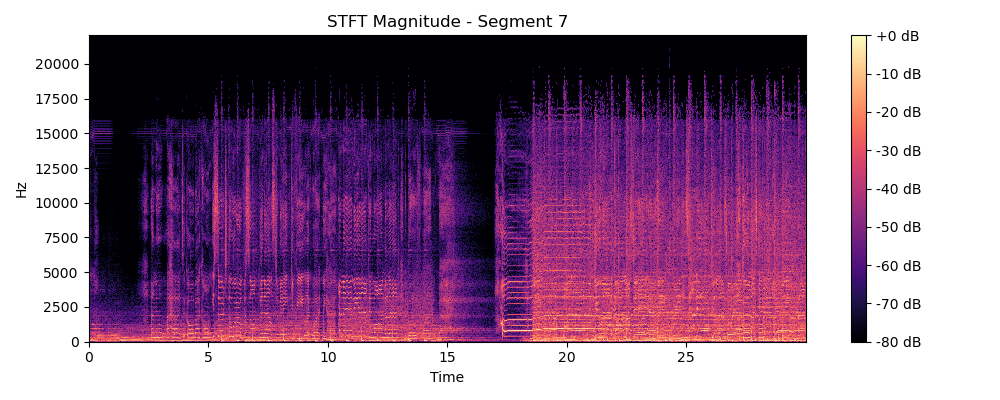 STFT Magnitude - Segment 7
Hz
20000
17500
15000
12500
10000
7500
5000
2500
0
0 5 10 15 20 25
Time
+0 dB
-10 dB
-20 dB
-30 dB
-40 dB
-50 dB
-60 dB
-70 dB
-80 dB